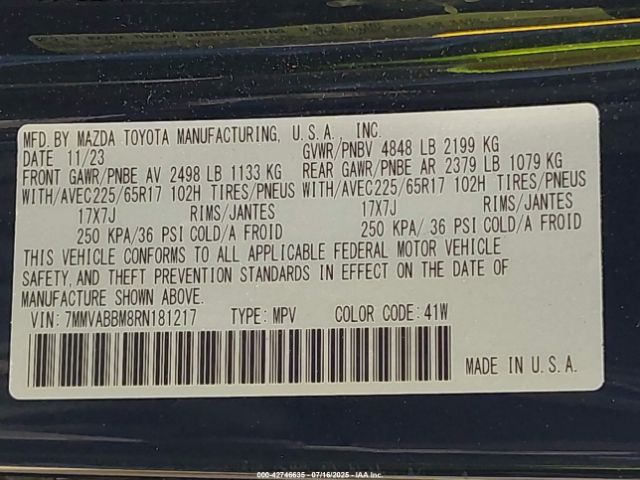 MFD. BY MAZDA TOYOTA MANUFACTURING, U.S.A., INC.
DATE 11/23 GVWR/PNBV 4848 LB 2199 KG
FRONT GAWR/PNBE AV 2498 LB 1133 KG REAR GAWR/PNBE AR 2379 LB 1079 KG
WITH/AVEC225/65R17 102H TIRES/PNEUS WITH/AVEC225/65R17 102H TIRES/PNEUS
17X7J RIMS/JANTES 17X7J RIMS/JANTES
250 KPA/36 PSI COLD/A FROID 250 KPA/ 36 PSI COLD/A FROID
THIS VEHICLE CONFORMS TO ALL APPLICABLE FEDERAL MOTOR VEHICLE
SAFETY, AND THEFT PREVENTION STANDARDS IN EFFECT ON THE DATE OF
MANUFACTURE SHOWN ABOVE.
VIN: 7MMVABBM8RN181217 TYPE: MPV COLOR CODE: 41W
MADE IN U.S.A.
000-42746635 - 07/16/2025 - IAA Inc.